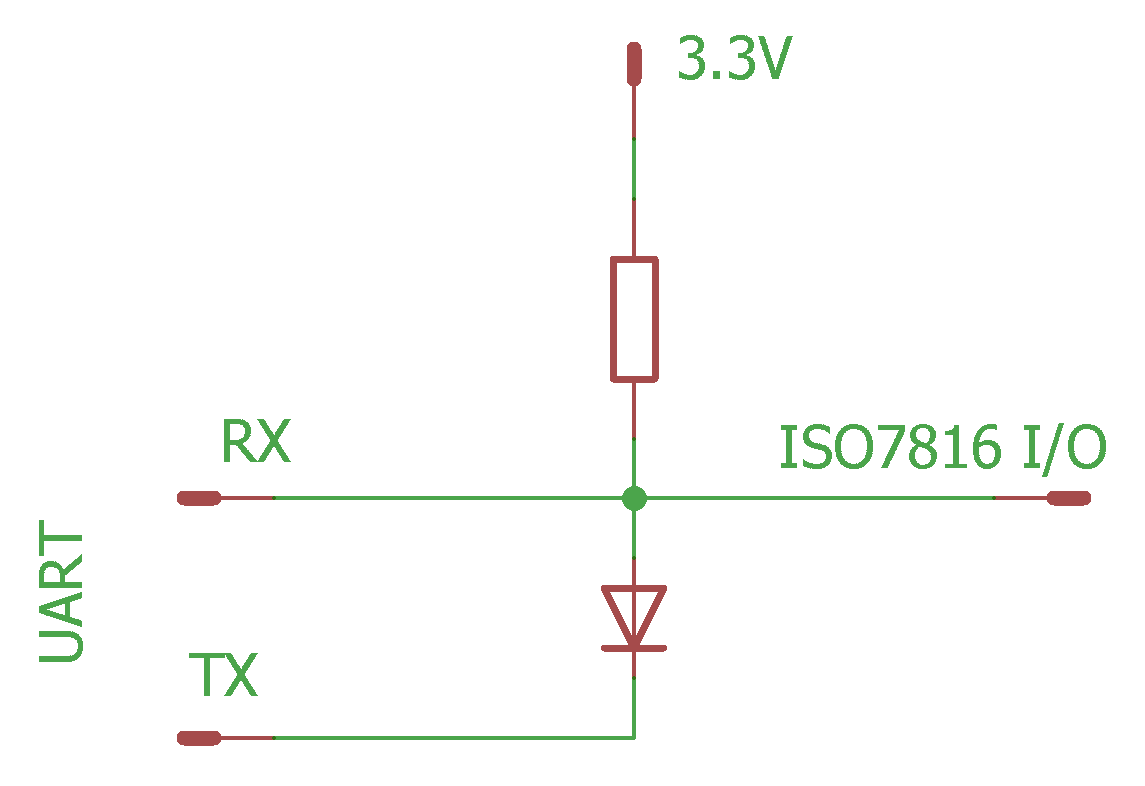 3.3V
RX
ISO7816 I/O
UART
TX